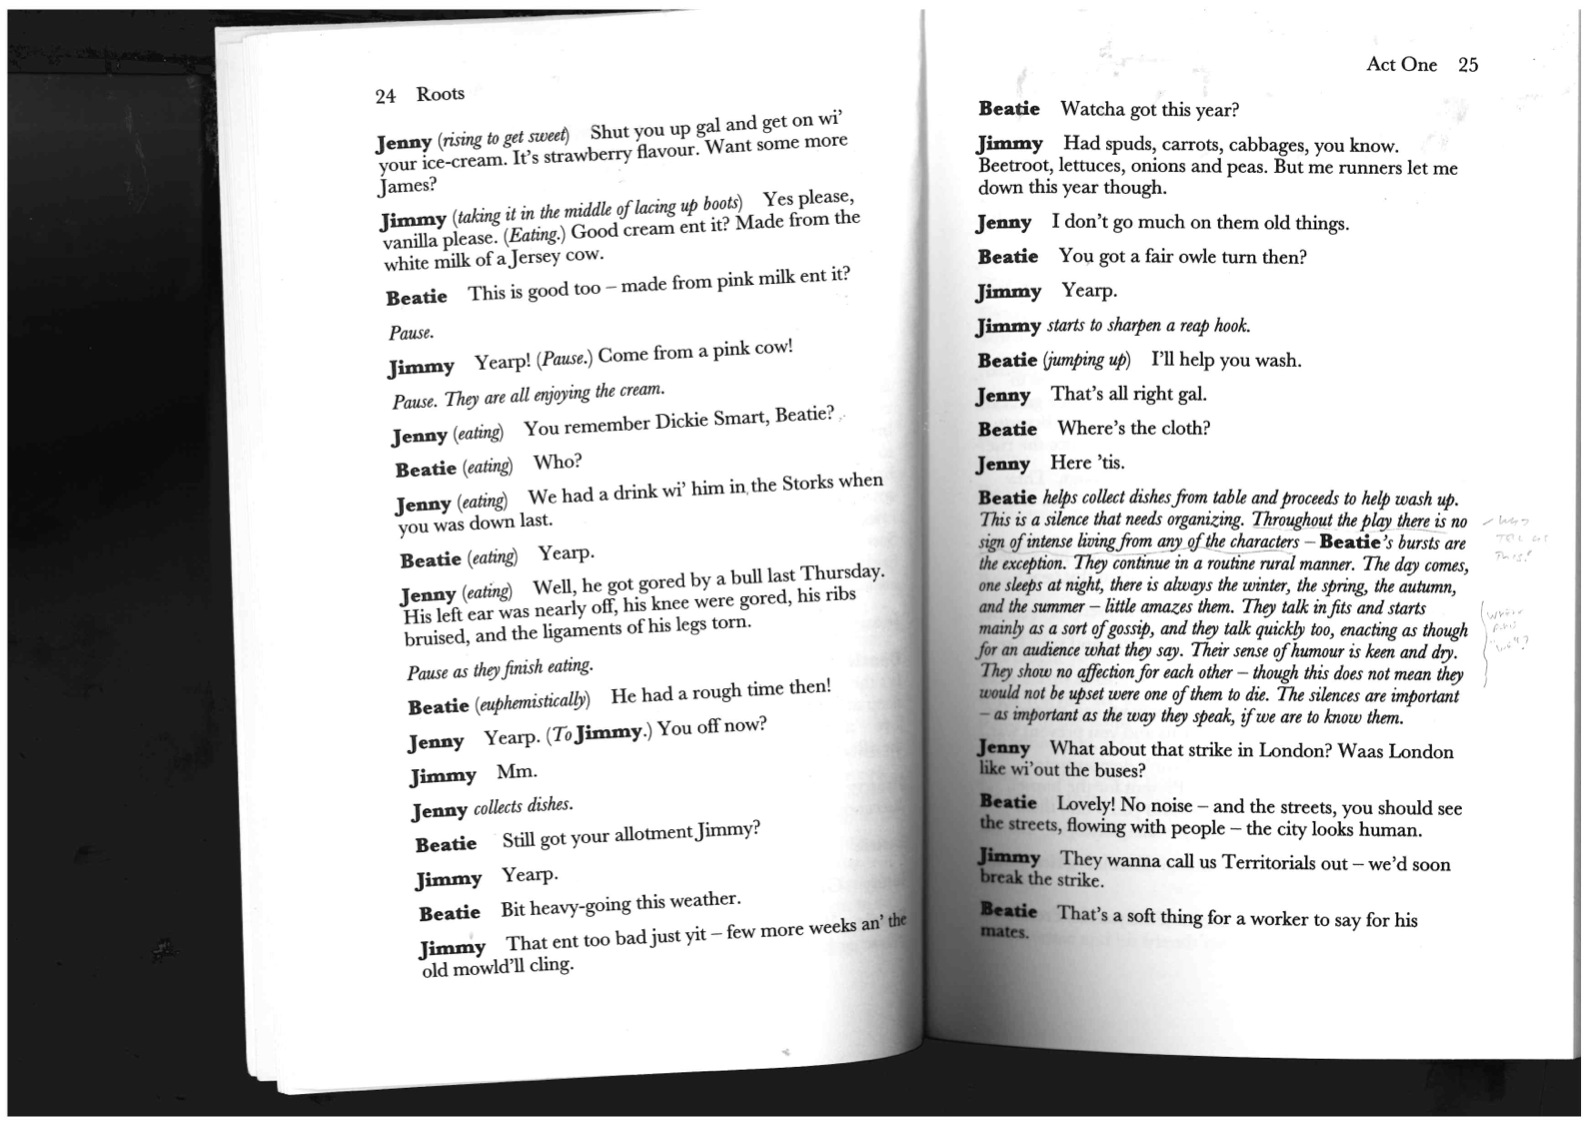 24 Roots
Jenny (rising to get sweet) Shut you up gal and get on wi'
your ice-cream. It's strawberry flavour. Want some more
James?
Jimmy (taking it in the middle of lacing up boots) Yes please,
vanilla please. (Eating.) Good cream ent it? Made from the
white milk of a Jersey cow.
Beatie This is good too – made from pink milk ent it?
Pause.
Jimmy Yearp! (Pause.) Come from a pink cow!
Pause. They are all enjoying the cream.
Jenny (eating) You remember Dickie Smart, Beatie?
Beatie (eating) Who?
Jenny (eating) We had a drink wi' him in the Storks when
you was down last.
Beatie (eating) Yearp.
Jenny (eating) Well, he got gored by a bull last Thursday.
His left ear was nearly off, his knee were gored, his ribs
bruised, and the ligaments of his legs torn.
Pause as they finish eating.
Beatie (euphemistically) He had a rough time then!
Jenny Yearp. (To Jimmy.) You off now?
Jimmy Mm.
Jenny collects dishes.
Beatie Still got your allotment Jimmy?
Jimmy Yearp.
Beatie Bit heavy-going this weather.
Jimmy That ent too bad just yit – few more weeks an' the
old mowld'll cling.
Act One 25
Beatie Watcha got this year?
Jimmy Had spuds, carrots, cabbages, you know.
Beetroot, lettuces, onions and peas. But me runners let me
down this year though.
Jenny I don't go much on them old things.
Beatie You got a fair owle turn then?
Jimmy Yearp.
Jimmy starts to sharpen a reap hook.
Beatie (jumping up) I'll help you wash.
Jenny That's all right gal.
Beatie Where's the cloth?
Jenny Here 'tis.
Beatie helps collect dishes from table and proceeds to help wash up.
This is a silence that needs organizing. Throughout the play there is no
sign of intense living from any of the characters – Beatie's bursts are
the exception. They continue in a routine rural manner. The day comes,
one sleeps at night, there is always the winter, the spring, the autumn,
and the summer – little amazes them. They talk in fits and starts
mainly as a sort of gossip, and they talk quickly too, enacting as though
for an audience what they say. Their sense of humour is keen and dry.
They show no affection for each other – though this does not mean they
would not be upset were one of them to die. The silences are important
– as important as the way they speak, if we are to know them.
Jenny What about that strike in London? Waas London
like wi'out the buses?
Beatie Lovely! No noise – and the streets, you should see
the streets, flowing with people – the city looks human.
Jimmy They wanna call us Territorials out – we'd soon
break the strike.
Beatie That's a soft thing for a worker to say for his
mates.